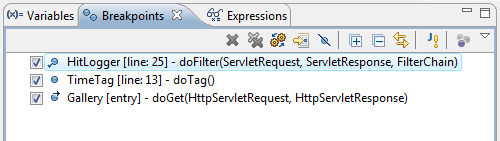 (x)= Variables Breakpoints Expressions
HitLogger [line: 25] - doFilter(ServletRequest, ServletResponse, FilterChain)
TimeTag [line: 13] - doTag()
Gallery [entry] - doGet(HttpServletRequest, HttpServletResponse)